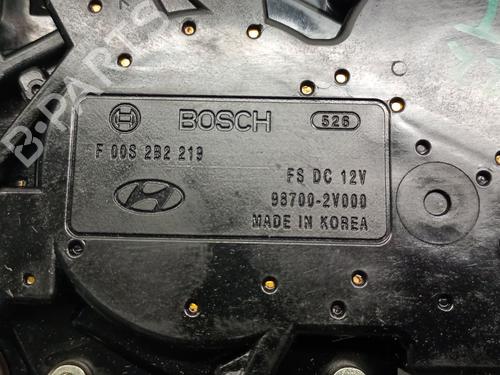 BOSCH 526
F 00S 2B2 219
FS DC 12V
98700-2V000
MADE IN KOREA
B-PARTS